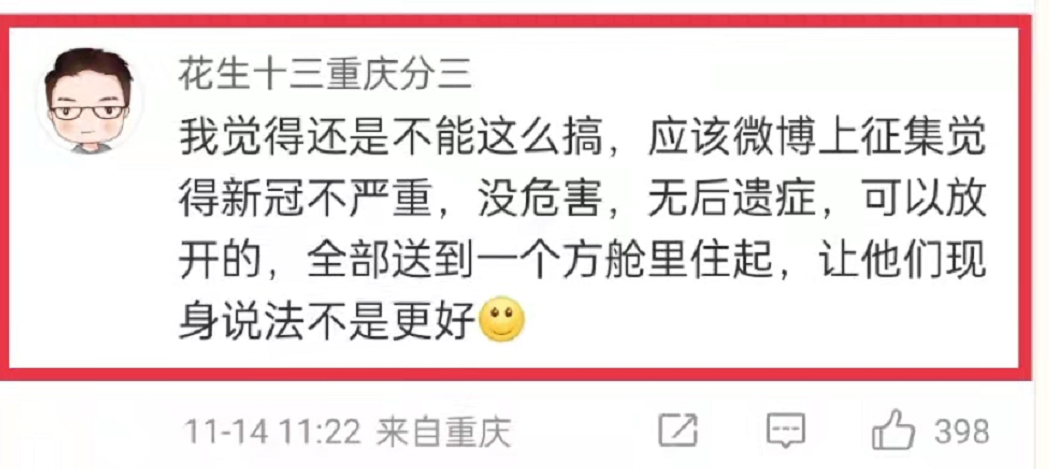 花生十三重庆分三
我觉得还是不能这么搞，应该微博上征集觉
得新冠不严重，没危害，无后遗症，可以放
开的，全部送到一个方舱里住起，让他们现
身说法不是更好
11-14 11:22 来自重庆 398